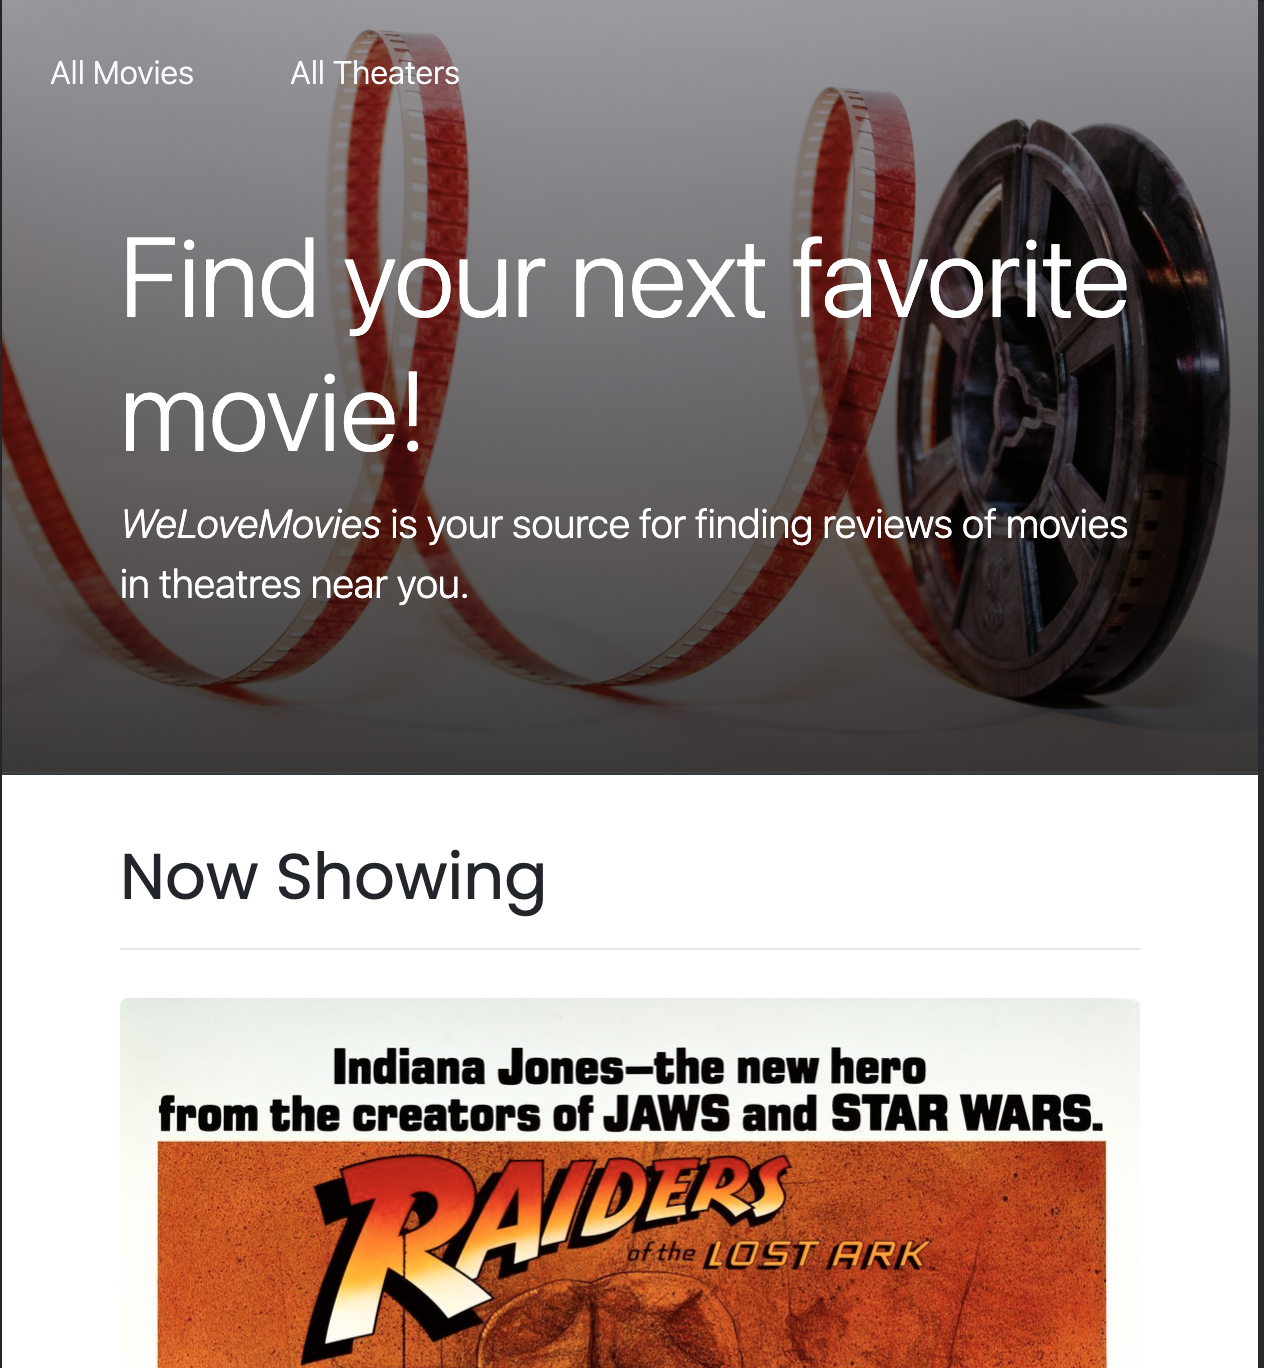 All Movies All Theaters
Find your next favorite
movie!
WeLoveMovies is your source for finding reviews of movies
in theatres near you.
Now Showing
Indiana Jones—the new hero
from the creators of JAWS and STAR WARS.
RAIDERS
of the LOST ARK